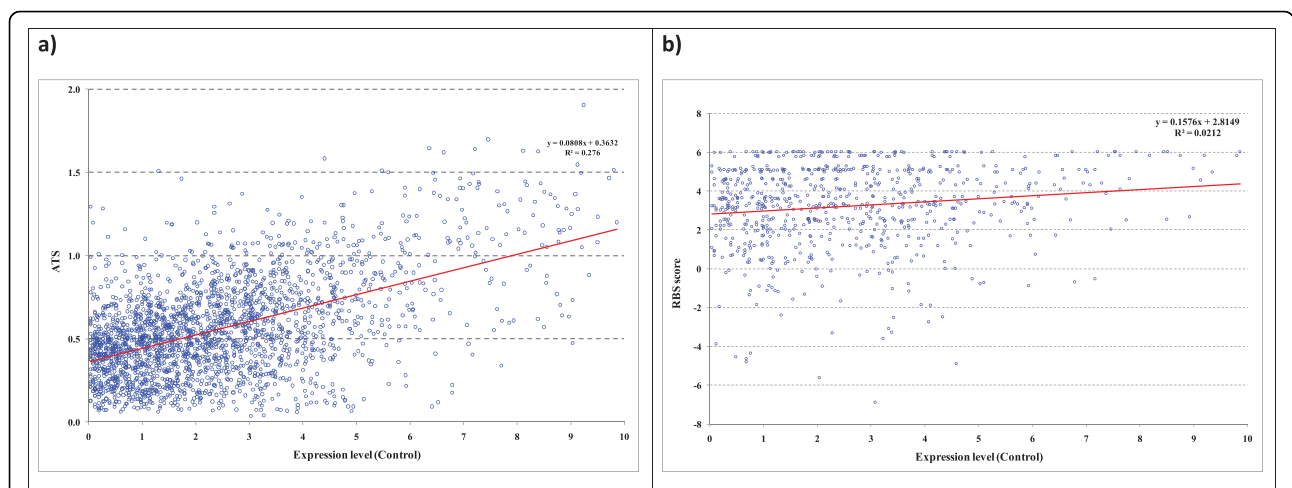 a)
2.0
1.5
1.0
0.5
0.0
ATS
y = 0.0808x + 0.3632
R² = 0.276
0 1 2 3 4 5 6 7 8 9 10
Expression level (Control)
b)
8
6
4
2
0
-2
-4
-6
-8
RBS score
y = 0.1576x + 2.8149
R² = 0.0212
0 1 2 3 4 5 6 7 8 9 10
Expression level (Control)